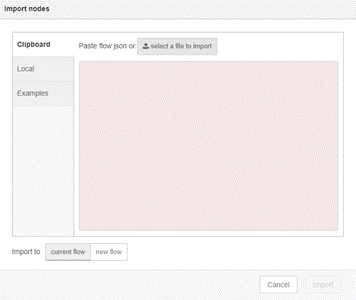 Import nodes
Clipboard
Paste flow json or select a file to import
Local
Examples
Import to current flow new flow
Cancel Import